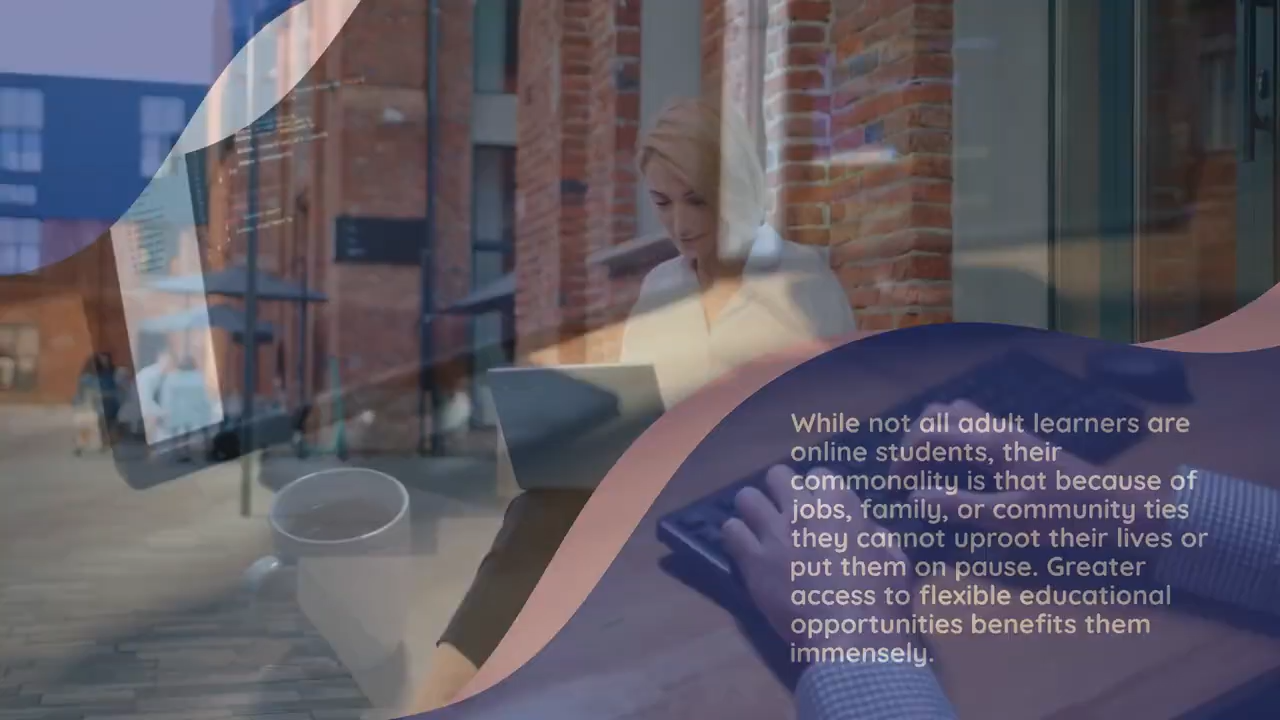 While not all adult learners are
online students, their
commonality is that because of
jobs, family, or community ties
they cannot uproot their lives or
put them on pause. Greater
access to flexible educational
opportunities benefits them
immensely.